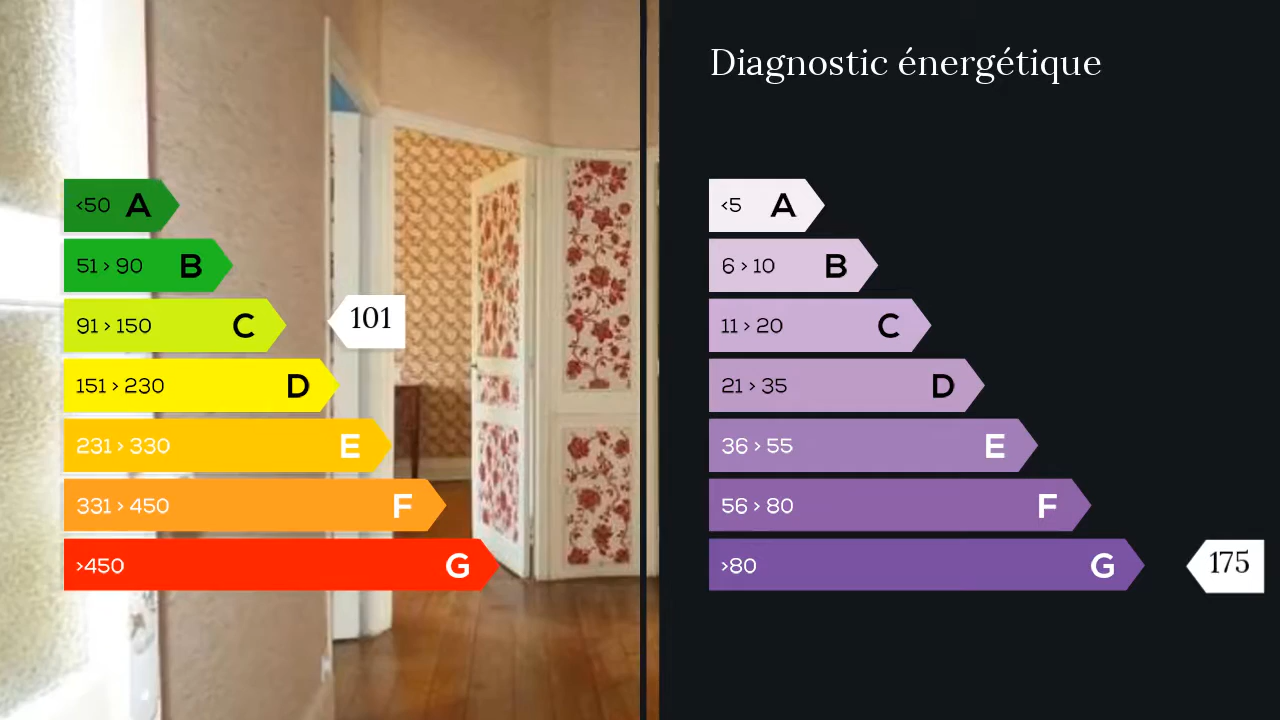 Diagnostic énergétique
<50 A
51 > 90 B
91 > 150 C
101
151 > 230 D
231 > 330 E
331 > 450 F
>450 G
<5 A
6 > 10 B
11 > 20 C
21 > 35 D
36 > 55 E
56 > 80 F
>80 G
175